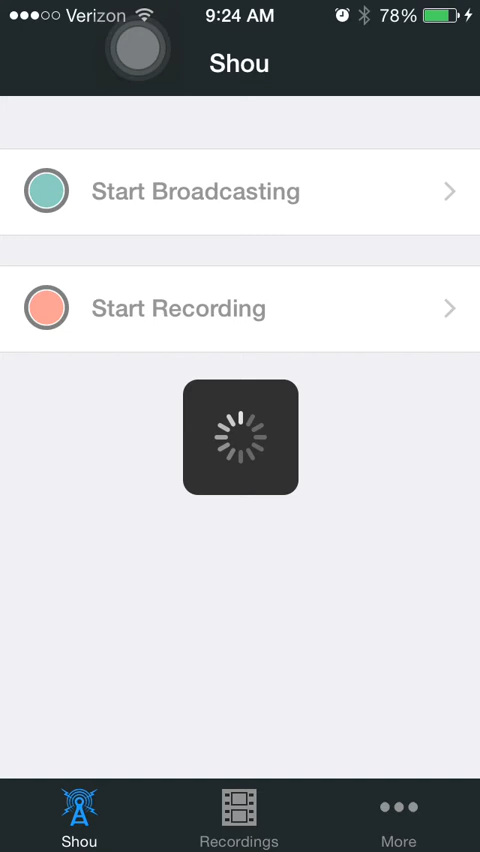 Verizon 9:24 AM 78%
Shou
Start Broadcasting
Start Recording
Shou Recordings More